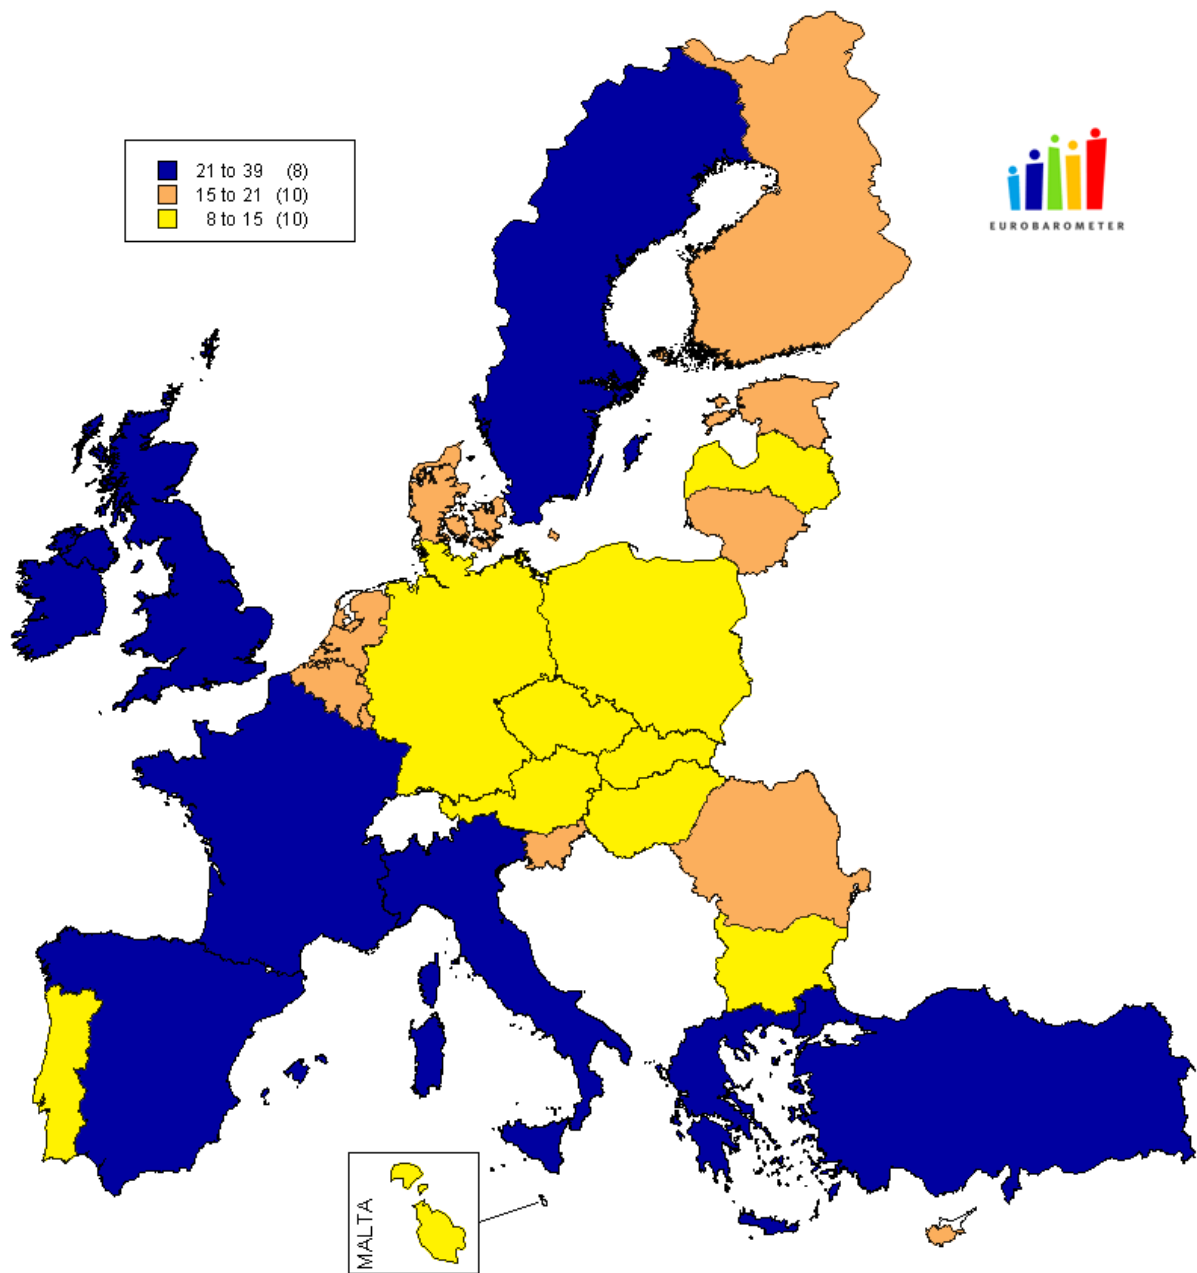 21 to 39 (8)
15 to 21 (10)
8 to 15 (10)
EUROBAROMETER
MALTA